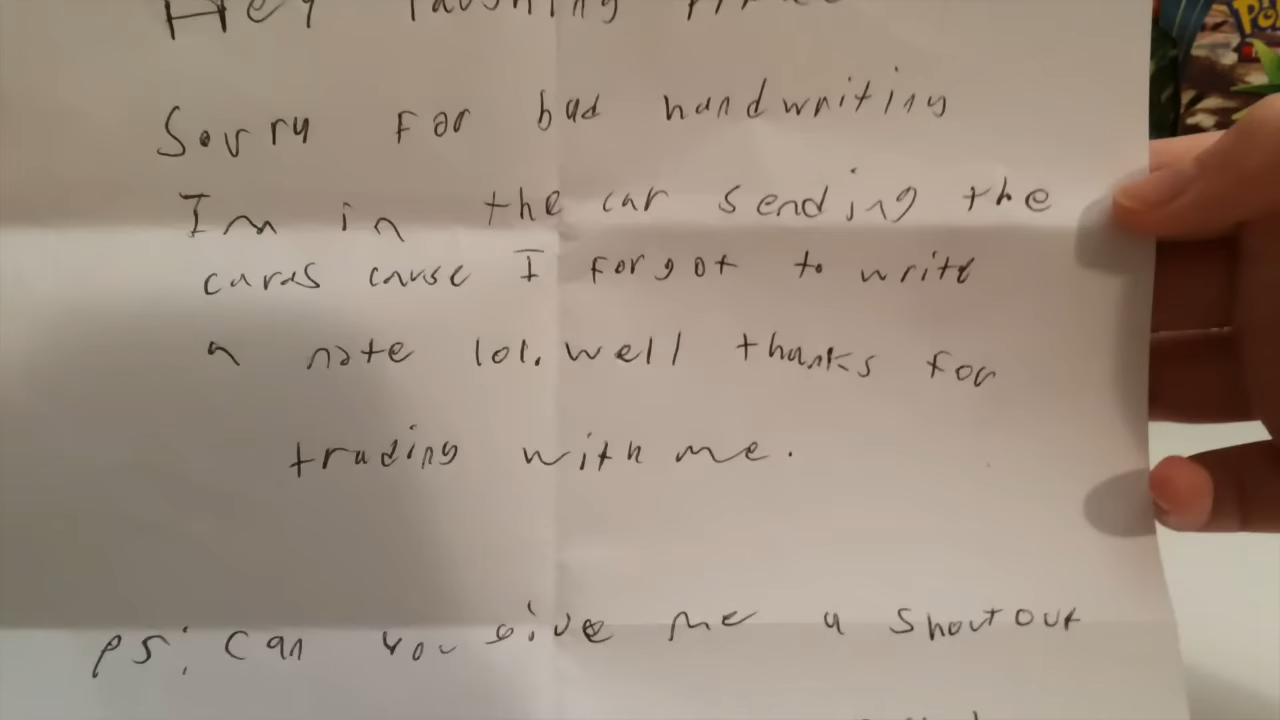 Hey
Sorry For bad handwriting
Im in the car sending the
cards cause I forgot to write
a note lol. well thanks for
trading with me.
ps: Can you give me a shoutout